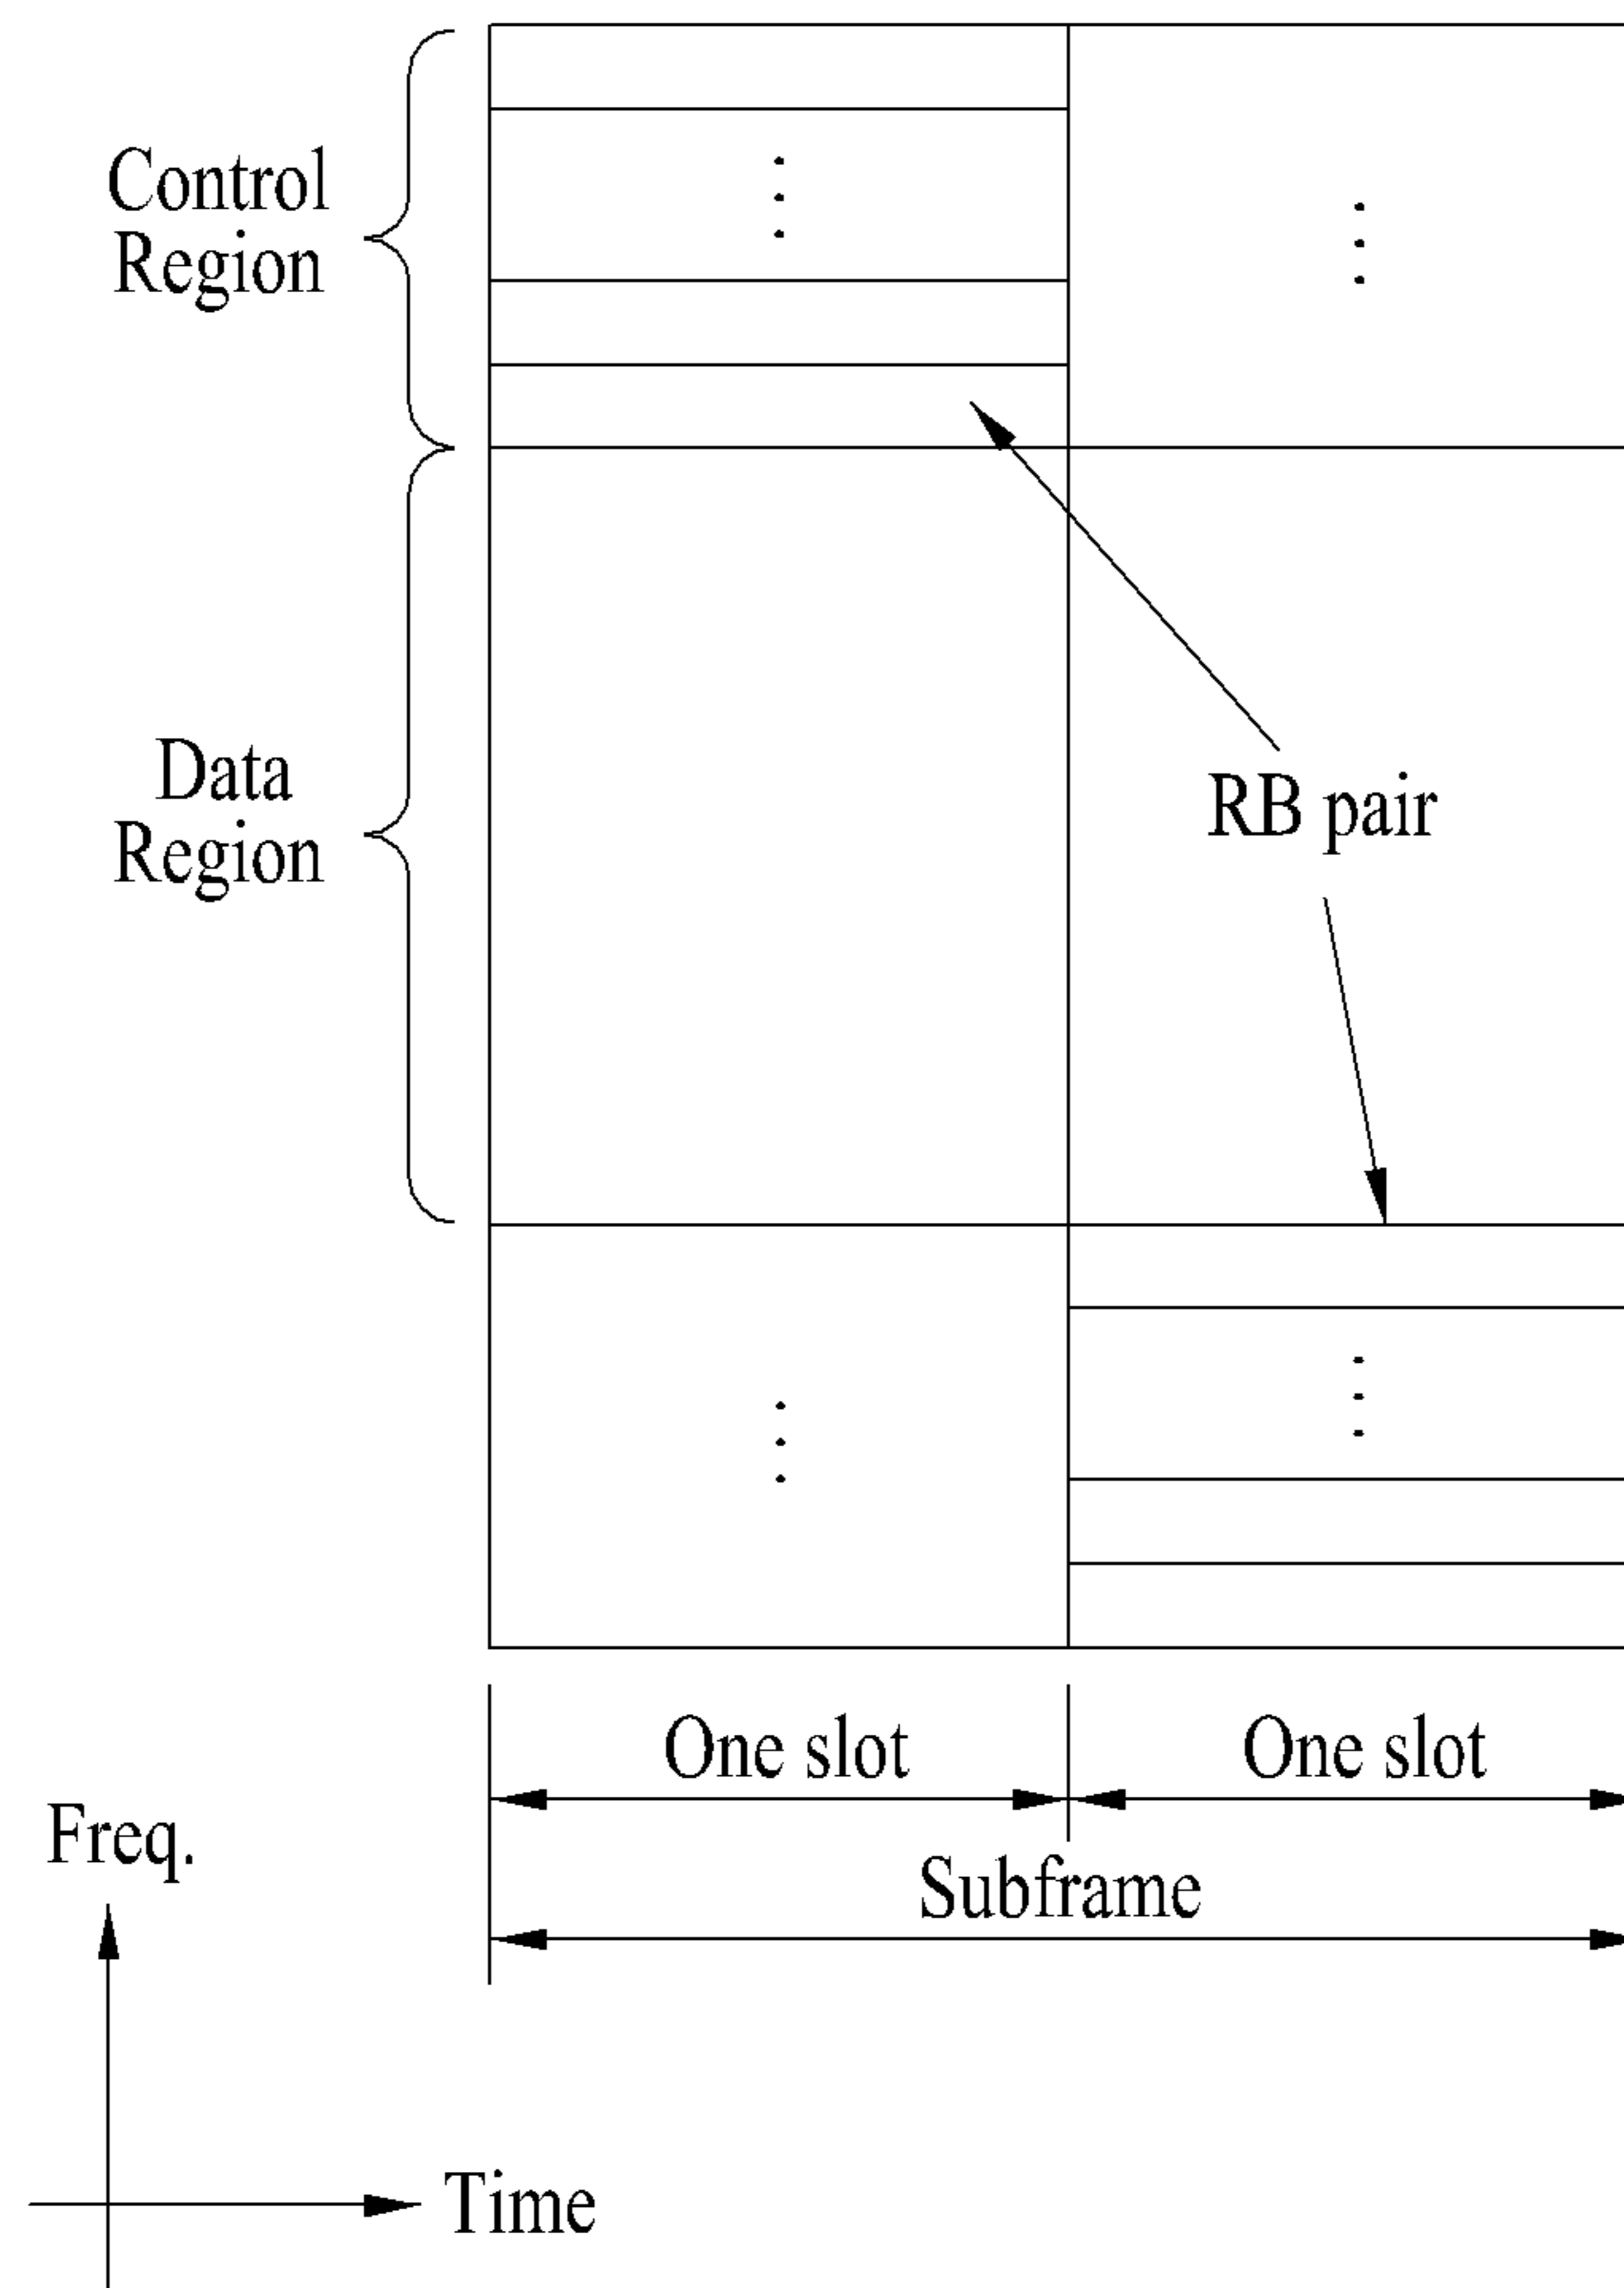 Control
Region
Data
Region
RB pair
One slot
One slot
Subframe
Freq.
Time